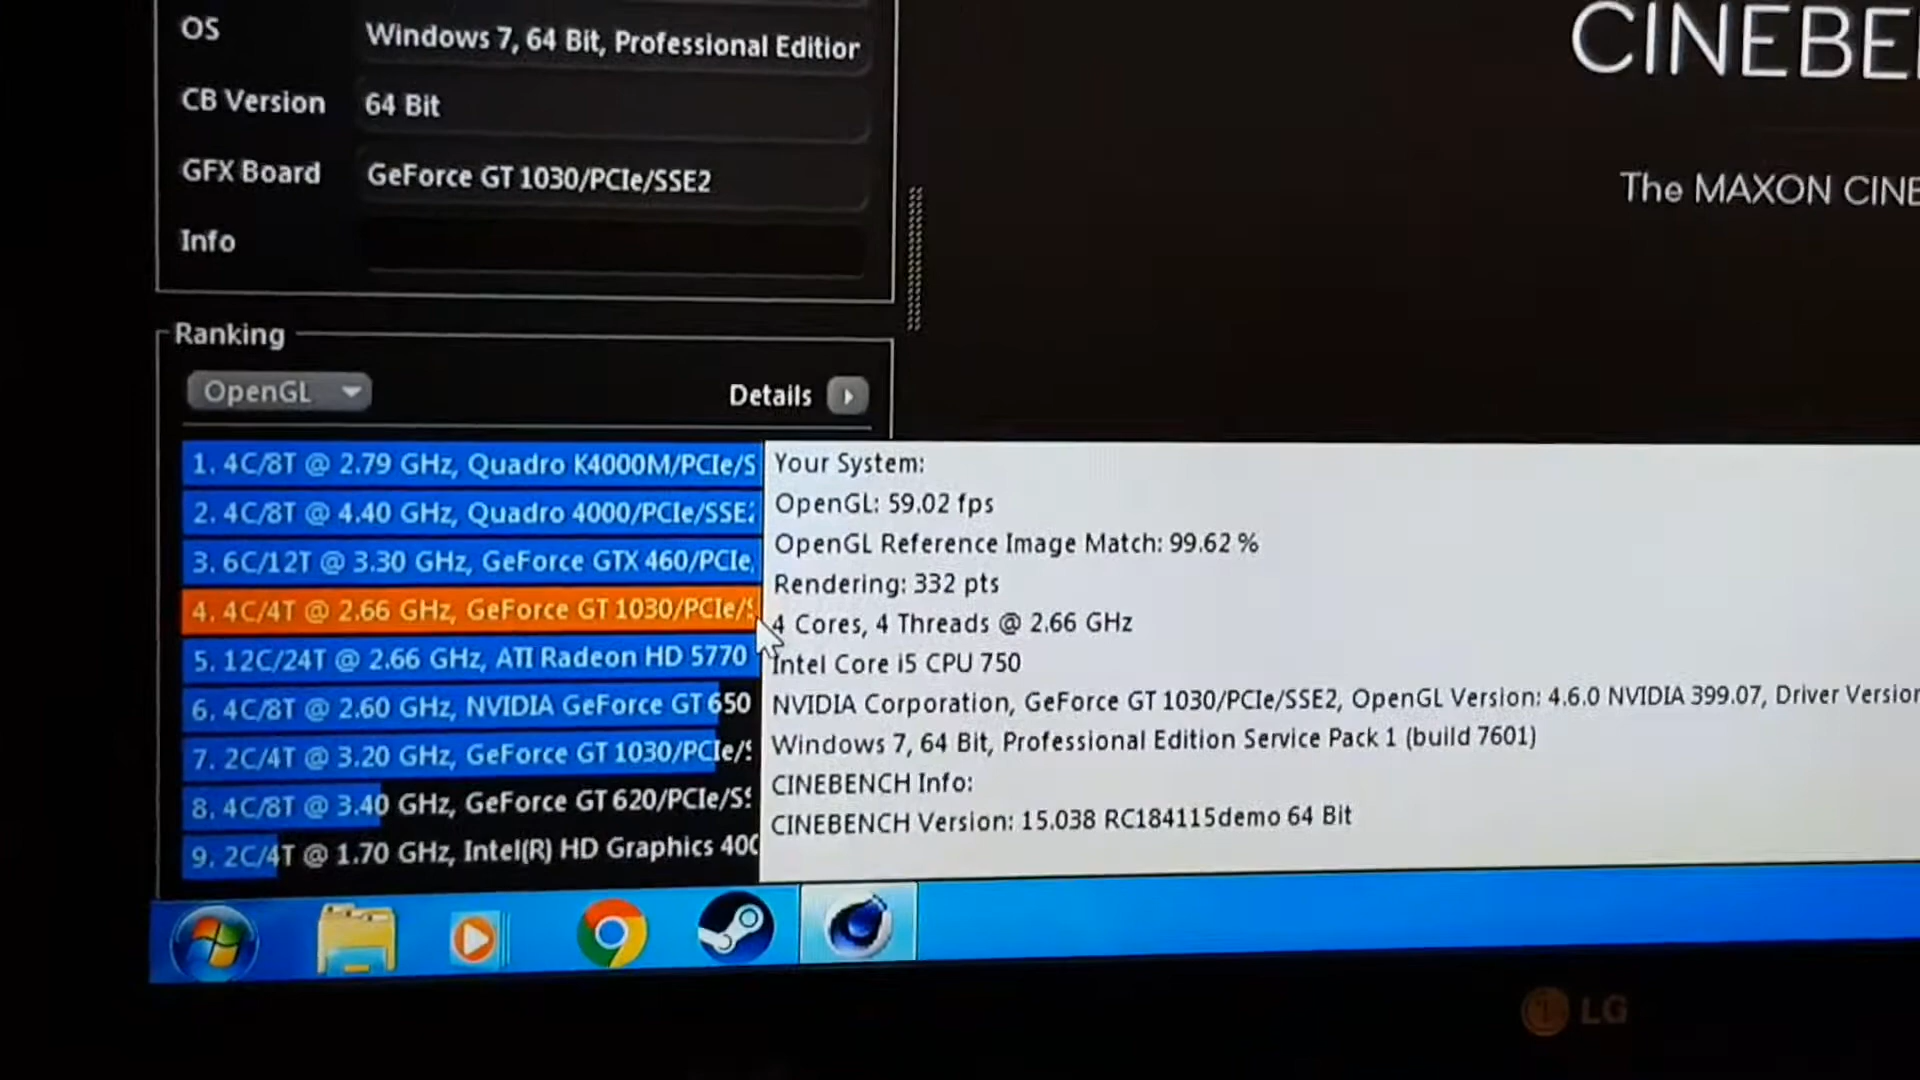 OS Windows 7, 64 Bit, Professional Edition
CINEBE
CB Version 64 Bit
GFX Board GeForce GT 1030/PCIe/SSE2
The MAXON CINE
Info
Ranking
OpenGL Details
1. 4C/8T @ 2.79 GHz, Quadro K4000M/PCIe/S
2. 4C/8T @ 4.40 GHz, Quadro 4000/PCIe/SSE2
3. 6C/12T @ 3.30 GHz, GeForce GTX 460/PCIe/
4. 4C/4T @ 2.66 GHz, GeForce GT 1030/PCIe/S
5. 12C/24T @ 2.66 GHz, ATI Radeon HD 5770
6. 4C/8T @ 2.60 GHz, NVIDIA GeForce GT 650
7. 2C/4T @ 3.20 GHz, GeForce GT 1030/PCIe/S
8. 4C/8T @ 3.40 GHz, GeForce GT 620/PCIe/SS
9. 2C/4T @ 1.70 GHz, Intel(R) HD Graphics 400
Your System:
OpenGL: 59.02 fps
OpenGL Reference Image Match: 99.62 %
Rendering: 332 pts
4 Cores, 4 Threads @ 2.66 GHz
Intel Core i5 CPU 750
NVIDIA Corporation, GeForce GT 1030/PCIe/SSE2, OpenGL Version: 4.6.0 NVIDIA 399.07, Driver Version
Windows 7, 64 Bit, Professional Edition Service Pack 1 (build 7601)
CINEBENCH Info:
CINEBENCH Version: 15.038 RC184115demo 64 Bit
LG